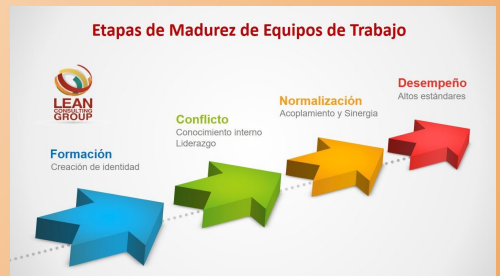 Etapas de Madurez de Equipos de Trabajo
LEAN
CONSULTING
GROUP
Desempeño
Altos estándares
Normalización
Acoplamiento y Sinergia
Conflicto
Conocimiento interno
Liderazgo
Formación
Creación de identidad